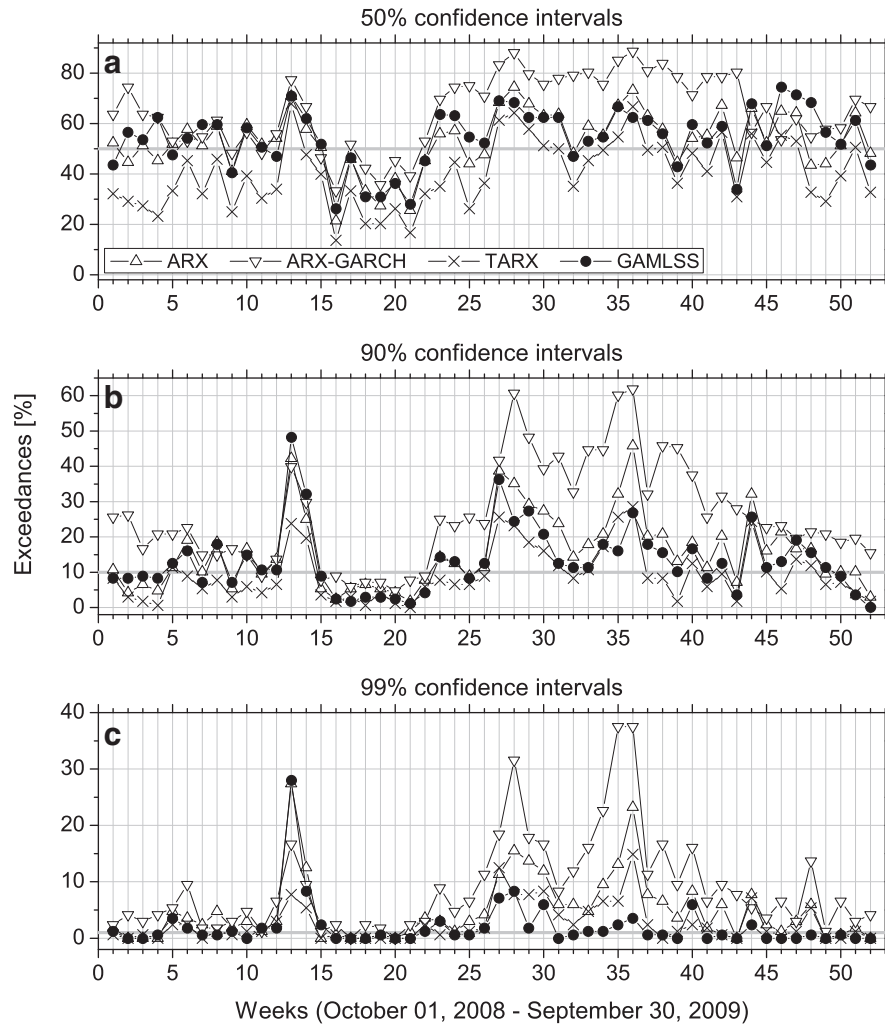 50% confidence intervals
a
80
60
40
20
0
ARX ARX-GARCH TARX GAMLSS
0 5 10 15 20 25 30 35 40 45 50
90% confidence intervals
b
60
50
40
30
20
10
0
Exceedances [%]
0 5 10 15 20 25 30 35 40 45 50
99% confidence intervals
c
40
30
20
10
0
0 5 10 15 20 25 30 35 40 45 50
Weeks (October 01, 2008 - September 30, 2009)